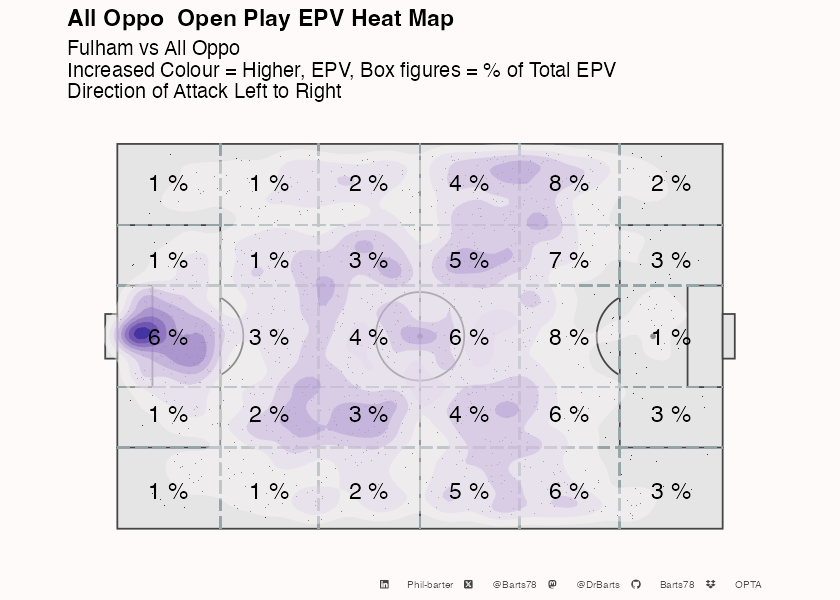 All Oppo  Open Play EPV Heat Map
Fulham vs All Oppo
Increased Colour = Higher, EPV, Box figures = % of Total EPV
Direction of Attack Left to Right
1 % 1 % 2 % 4 % 8 % 2 %
1 % 1 % 3 % 5 % 7 % 3 %
6 % 3 % 4 % 6 % 8 % 1 %
1 % 2 % 3 % 4 % 6 % 3 %
1 % 1 % 2 % 5 % 6 % 3 %
Phil-barter @Barts78 @DrBarts Barts78 OPTA